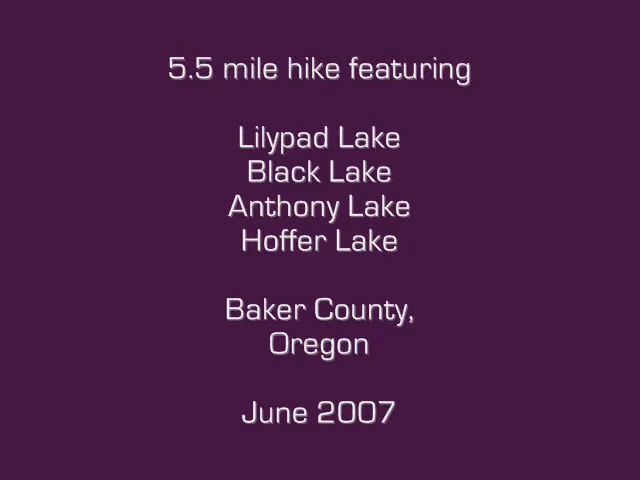 5.5 mile hike featuring
Lilypad Lake
Black Lake
Anthony Lake
Hoffer Lake
Baker County,
Oregon
June 2007